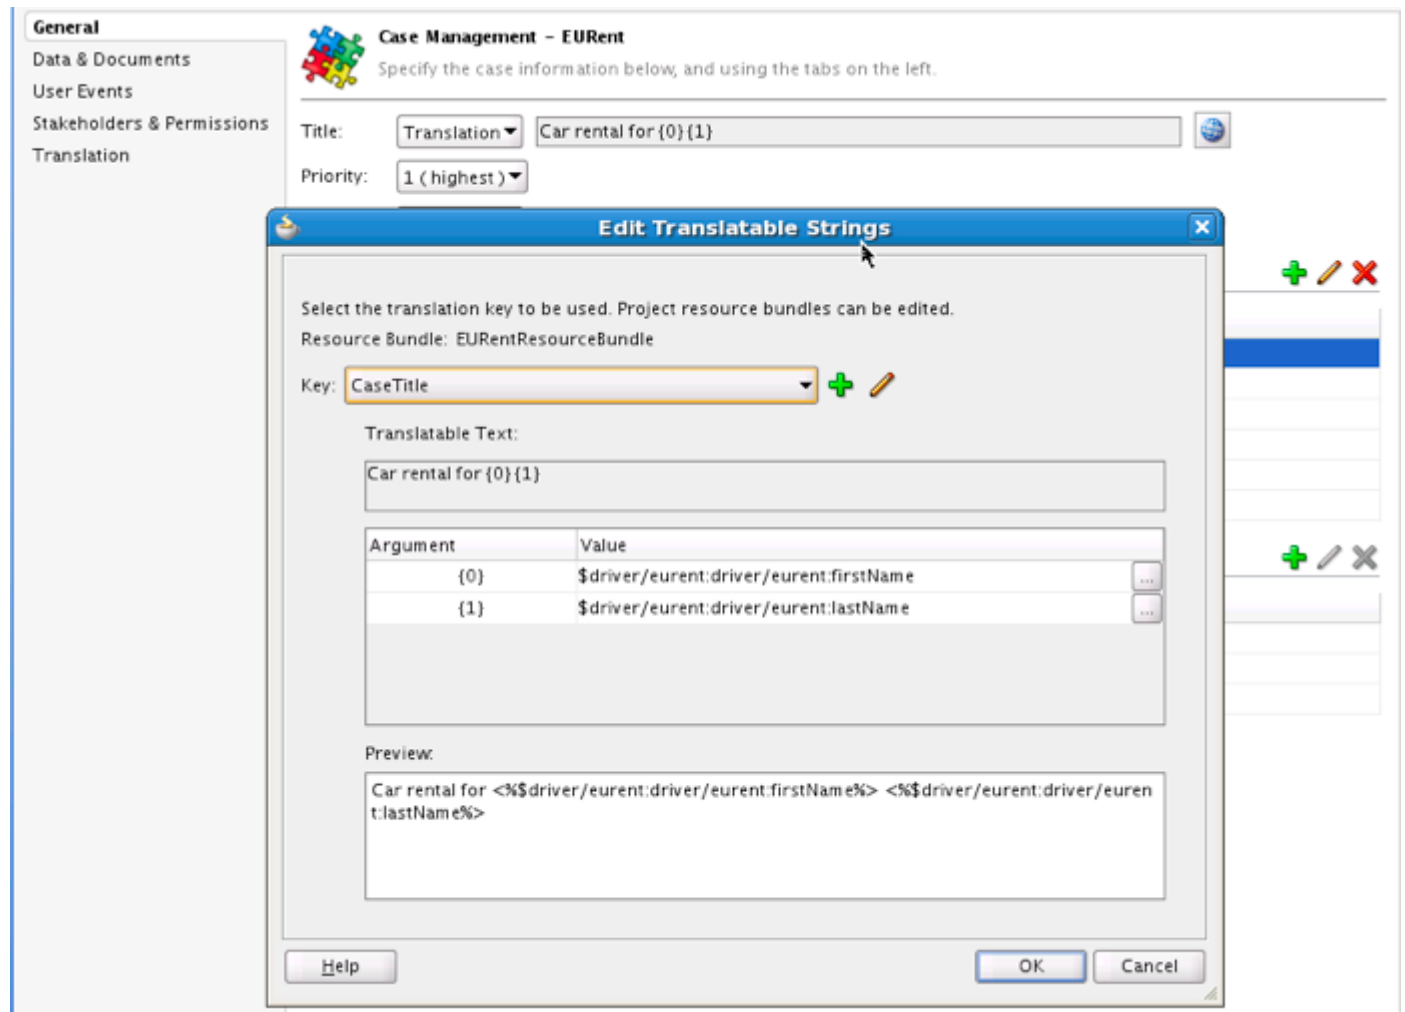 General
Data & Documents
User Events
Stakeholders & Permissions
Translation
Case Management – EURent
Specify the case information below, and using the tabs on the left.
Title: Translation Car rental for {0} {1}
Priority: 1 ( highest )
Edit Translatable Strings
Select the translation key to be used. Project resource bundles can be edited.
Resource Bundle: EURentResourceBundle
Key: CaseTitle
Translatable Text:
Car rental for {0} {1}
Argument Value
{0} $driver/eurent:driver/eurent:firstName ...
{1} $driver/eurent:driver/eurent:lastName ...
Preview:
Car rental for <%$driver/eurent:driver/eurent:firstName%> <%$driver/eurent:driver/euren
t:lastName%>
Help OK Cancel